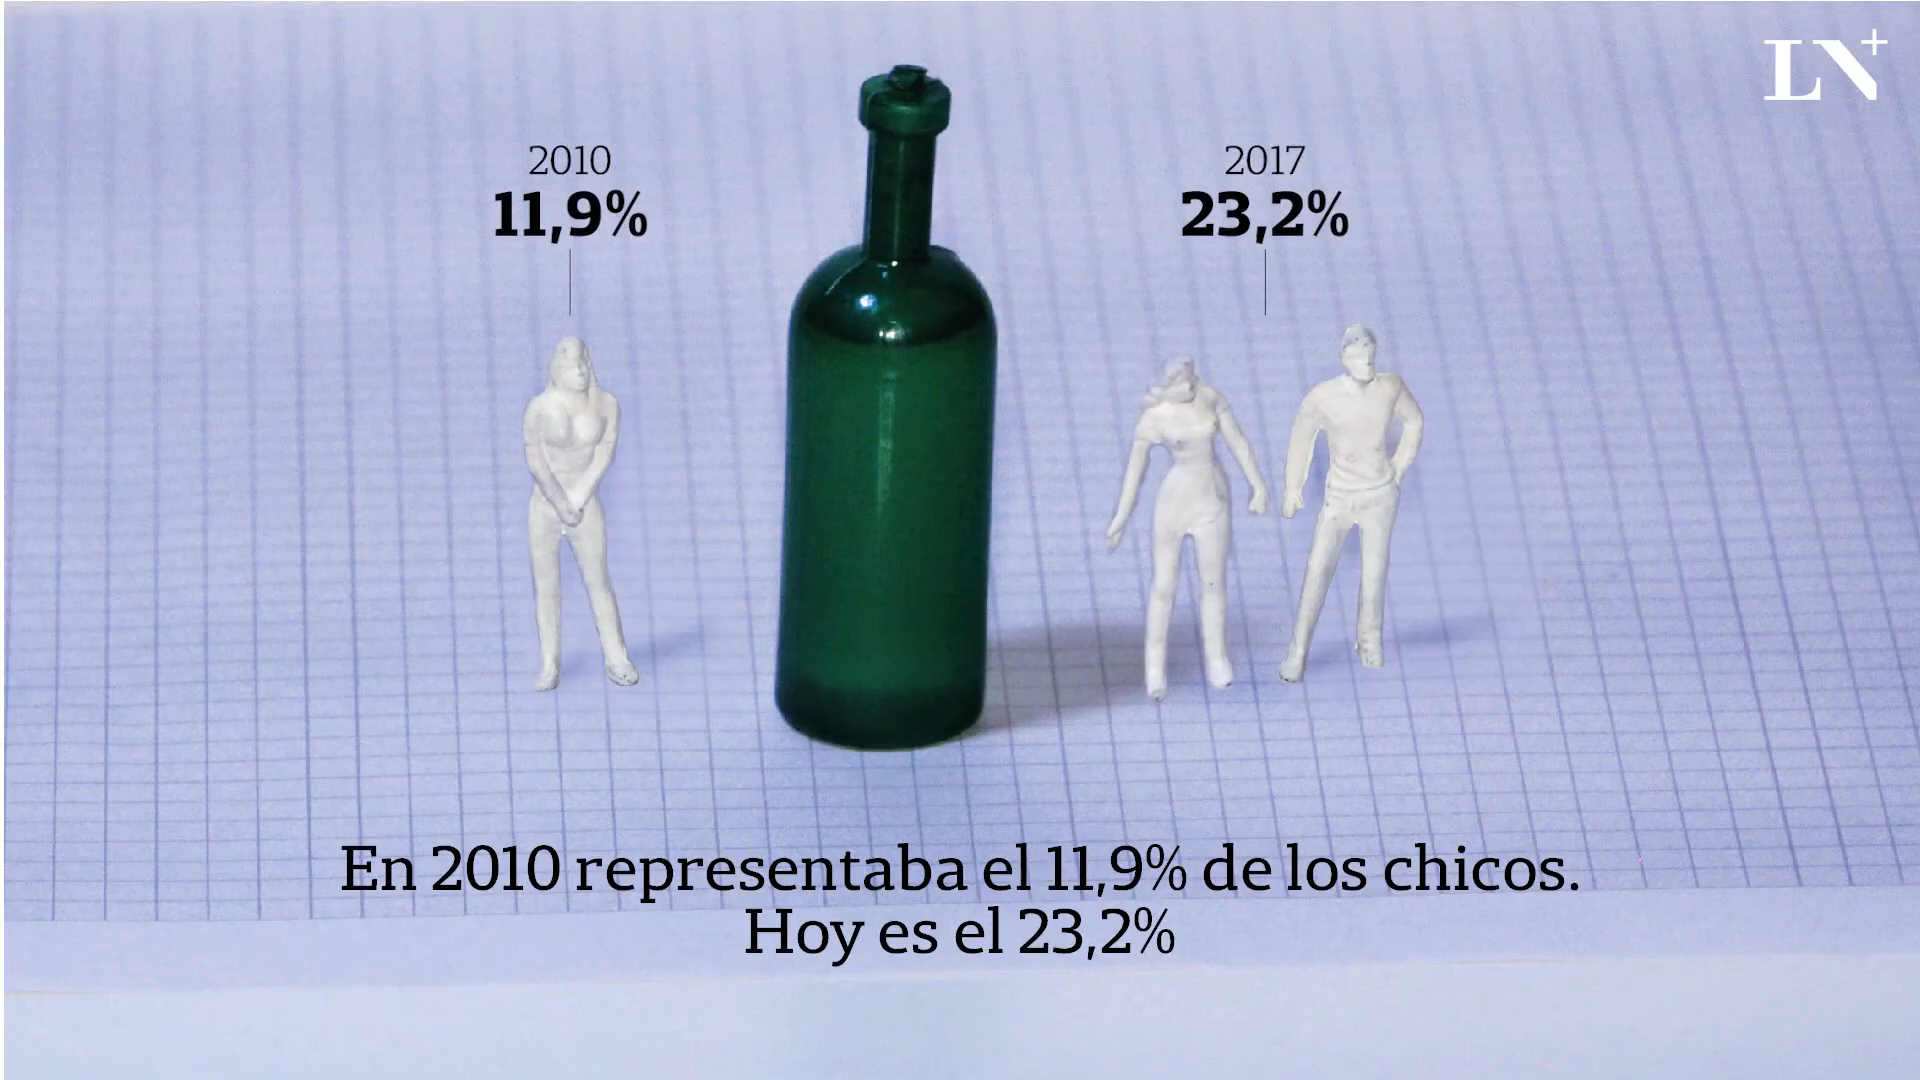 LN+
2010
11,9%
2017
23,2%
En 2010 representaba el 11,9% de los chicos.
Hoy es el 23,2%